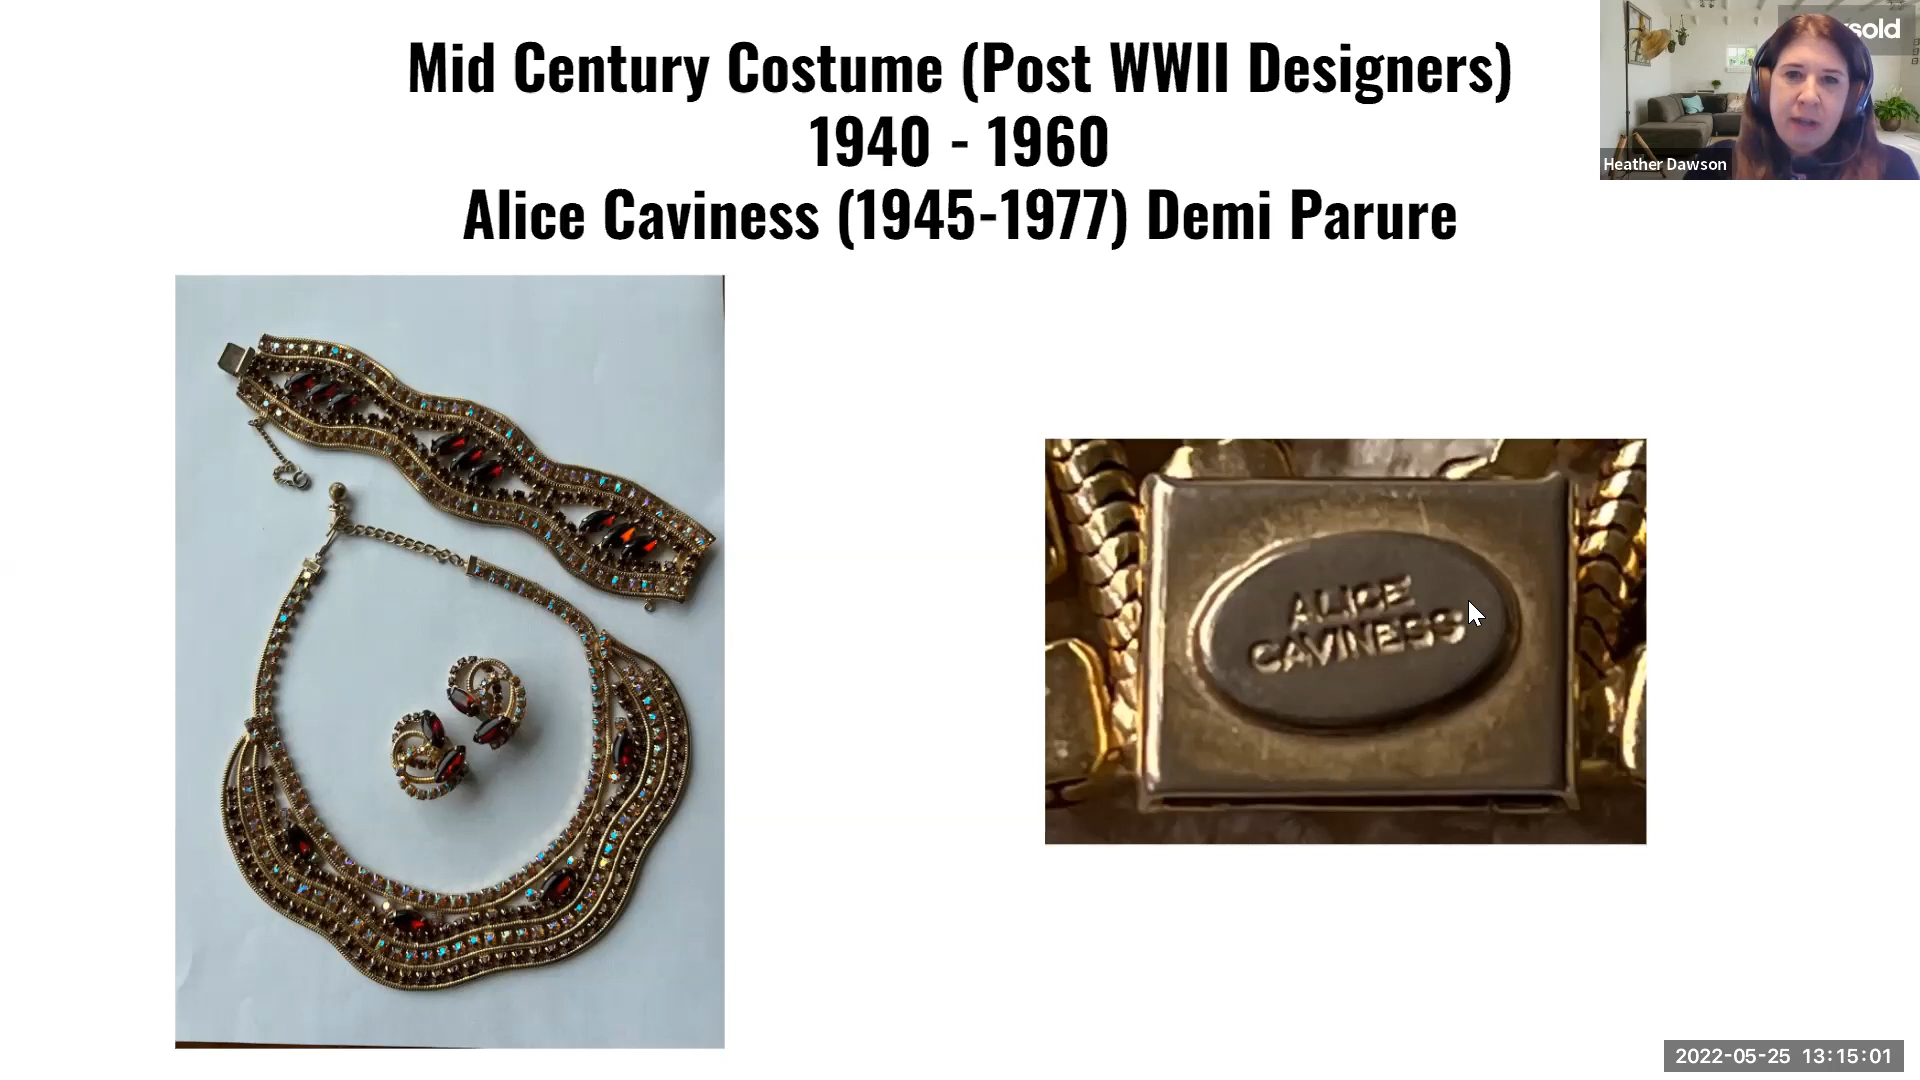 Mid Century Costume (Post WWII Designers)
1940 - 1960
Alice Caviness (1945-1977) Demi Parure
sold
Heather Dawson
ALICE
CAVINESS
2022-05-25 13:15:01